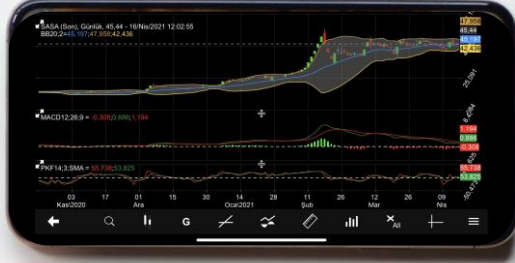 SASA (Son), Günlük, 45,44 - 16/Nis/2021 12:02:55
BB20;2=45,197;47,958;42,436
47,958
45,44
45,197
42,436
25,091
MACD12;26;9 = -0,308;0,886;1,194
1,194
0,886
-0,308
PKF14;3;SMA = 55,738;53,825
55,738
53,825
03 17 01 15 30 14 28 11 26 12 26 09
Kas\2020 Ara Oca\2021 Şub Mar Nis
G
All